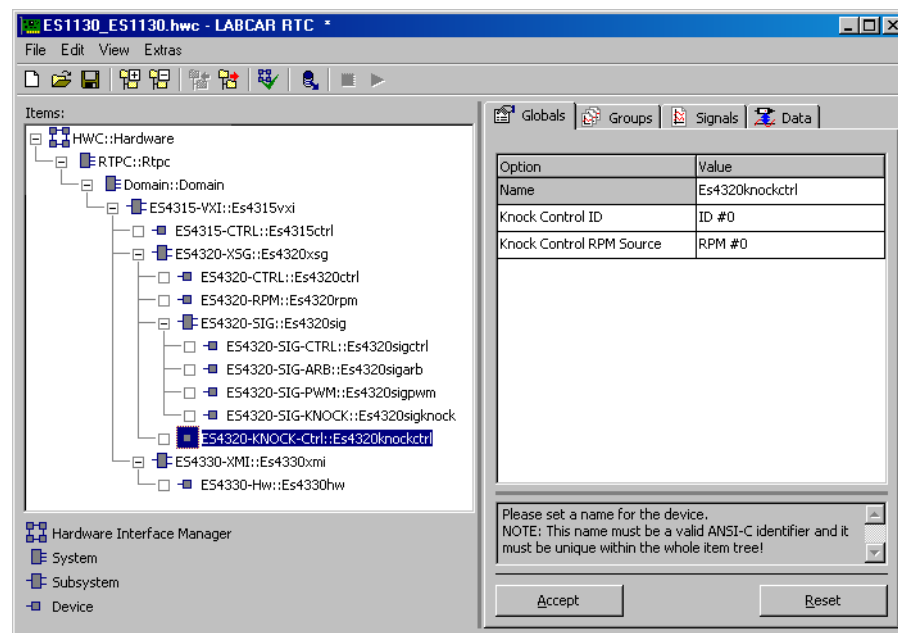 ES1130_ES1130.hwc - LABCAR RTC *
File Edit View Extras
Items:
HWC::Hardware
RTPC::Rtpc
Domain::Domain
ES4315-VXI::Es4315vxi
ES4315-CTRL::Es4315ctrl
ES4320-XSG::Es4320xsg
ES4320-CTRL::Es4320ctrl
ES4320-RPM::Es4320rpm
ES4320-SIG::Es4320sig
ES4320-SIG-CTRL::Es4320sigctrl
ES4320-SIG-ARB::Es4320sigarb
ES4320-SIG-PWM::Es4320sigpwm
ES4320-SIG-KNOCK::Es4320sigknock
ES4320-KNOCK-Ctrl::Es4320knockctrl
ES4330-XMI::Es4330xmi
ES4330-Hw::Es4330hw
Hardware Interface Manager
System
Subsystem
Device
Globals Groups Signals Data
Option Value
Name Es4320knockctrl
Knock Control ID ID #0
Knock Control RPM Source RPM #0
Please set a name for the device.
NOTE: This name must be a valid ANSI-C identifier and it
must be unique within the whole item tree!
Accept Reset